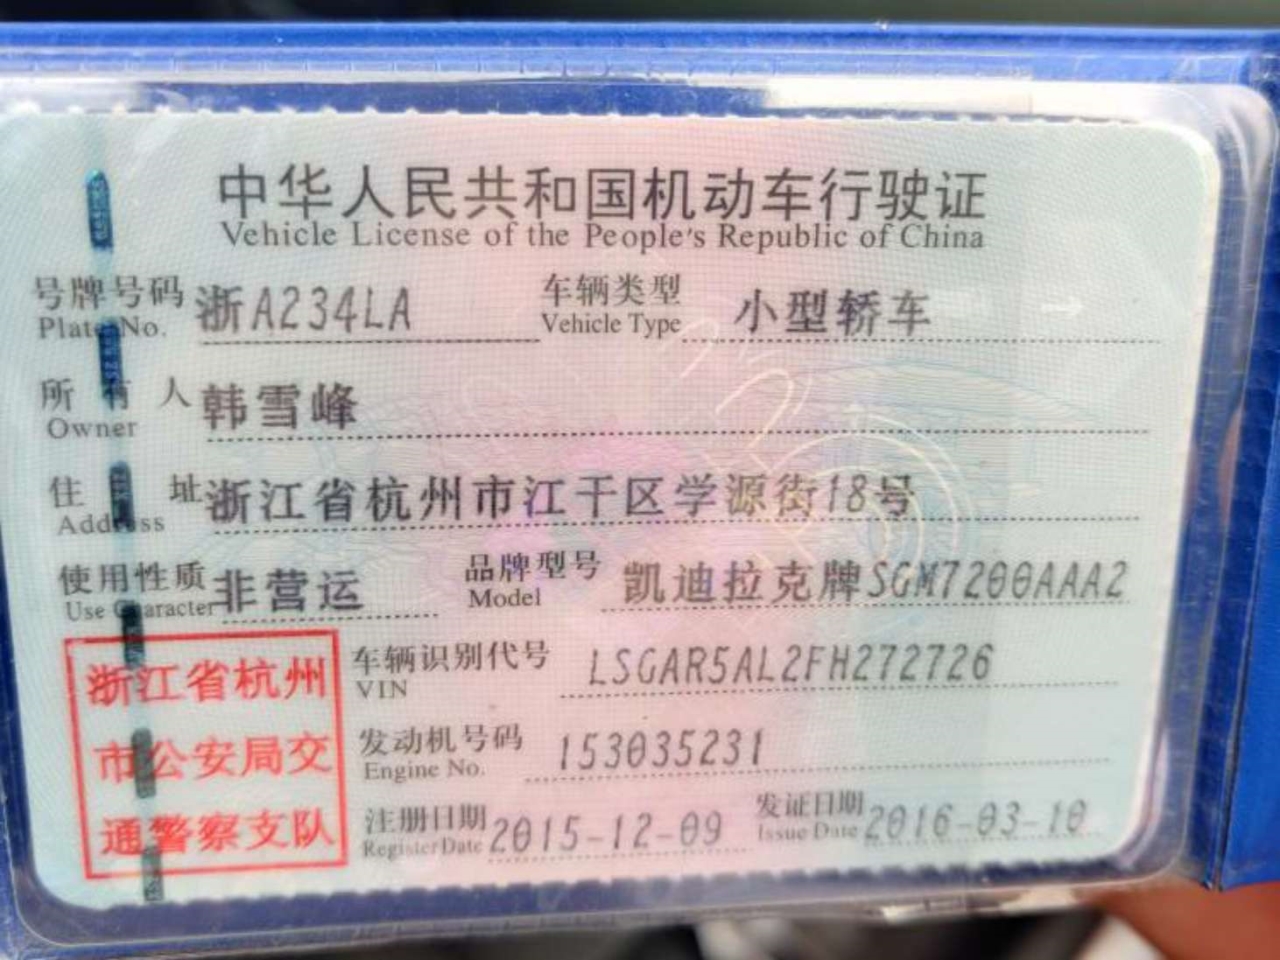 中华人民共和国机动车行驶证
Vehicle License of the People's Republic of China
号牌号码 浙A234LA 车辆类型 小型轿车
Plate No. Vehicle Type
所有人 韩雪峰
Owner
住址 浙江省杭州市江干区学源街18号
Address
使用性质 非营运 品牌型号 凯迪拉克牌SGM7200AAA2
Use Character Model
浙江省杭州
市公安局交
通警察支队
车辆识别代号 LSGAR5AL2FH272726
VIN
发动机号码 153035231
Engine No.
注册日期 2015-12-09 发证日期 2016-03-10
Register Date Issue Date